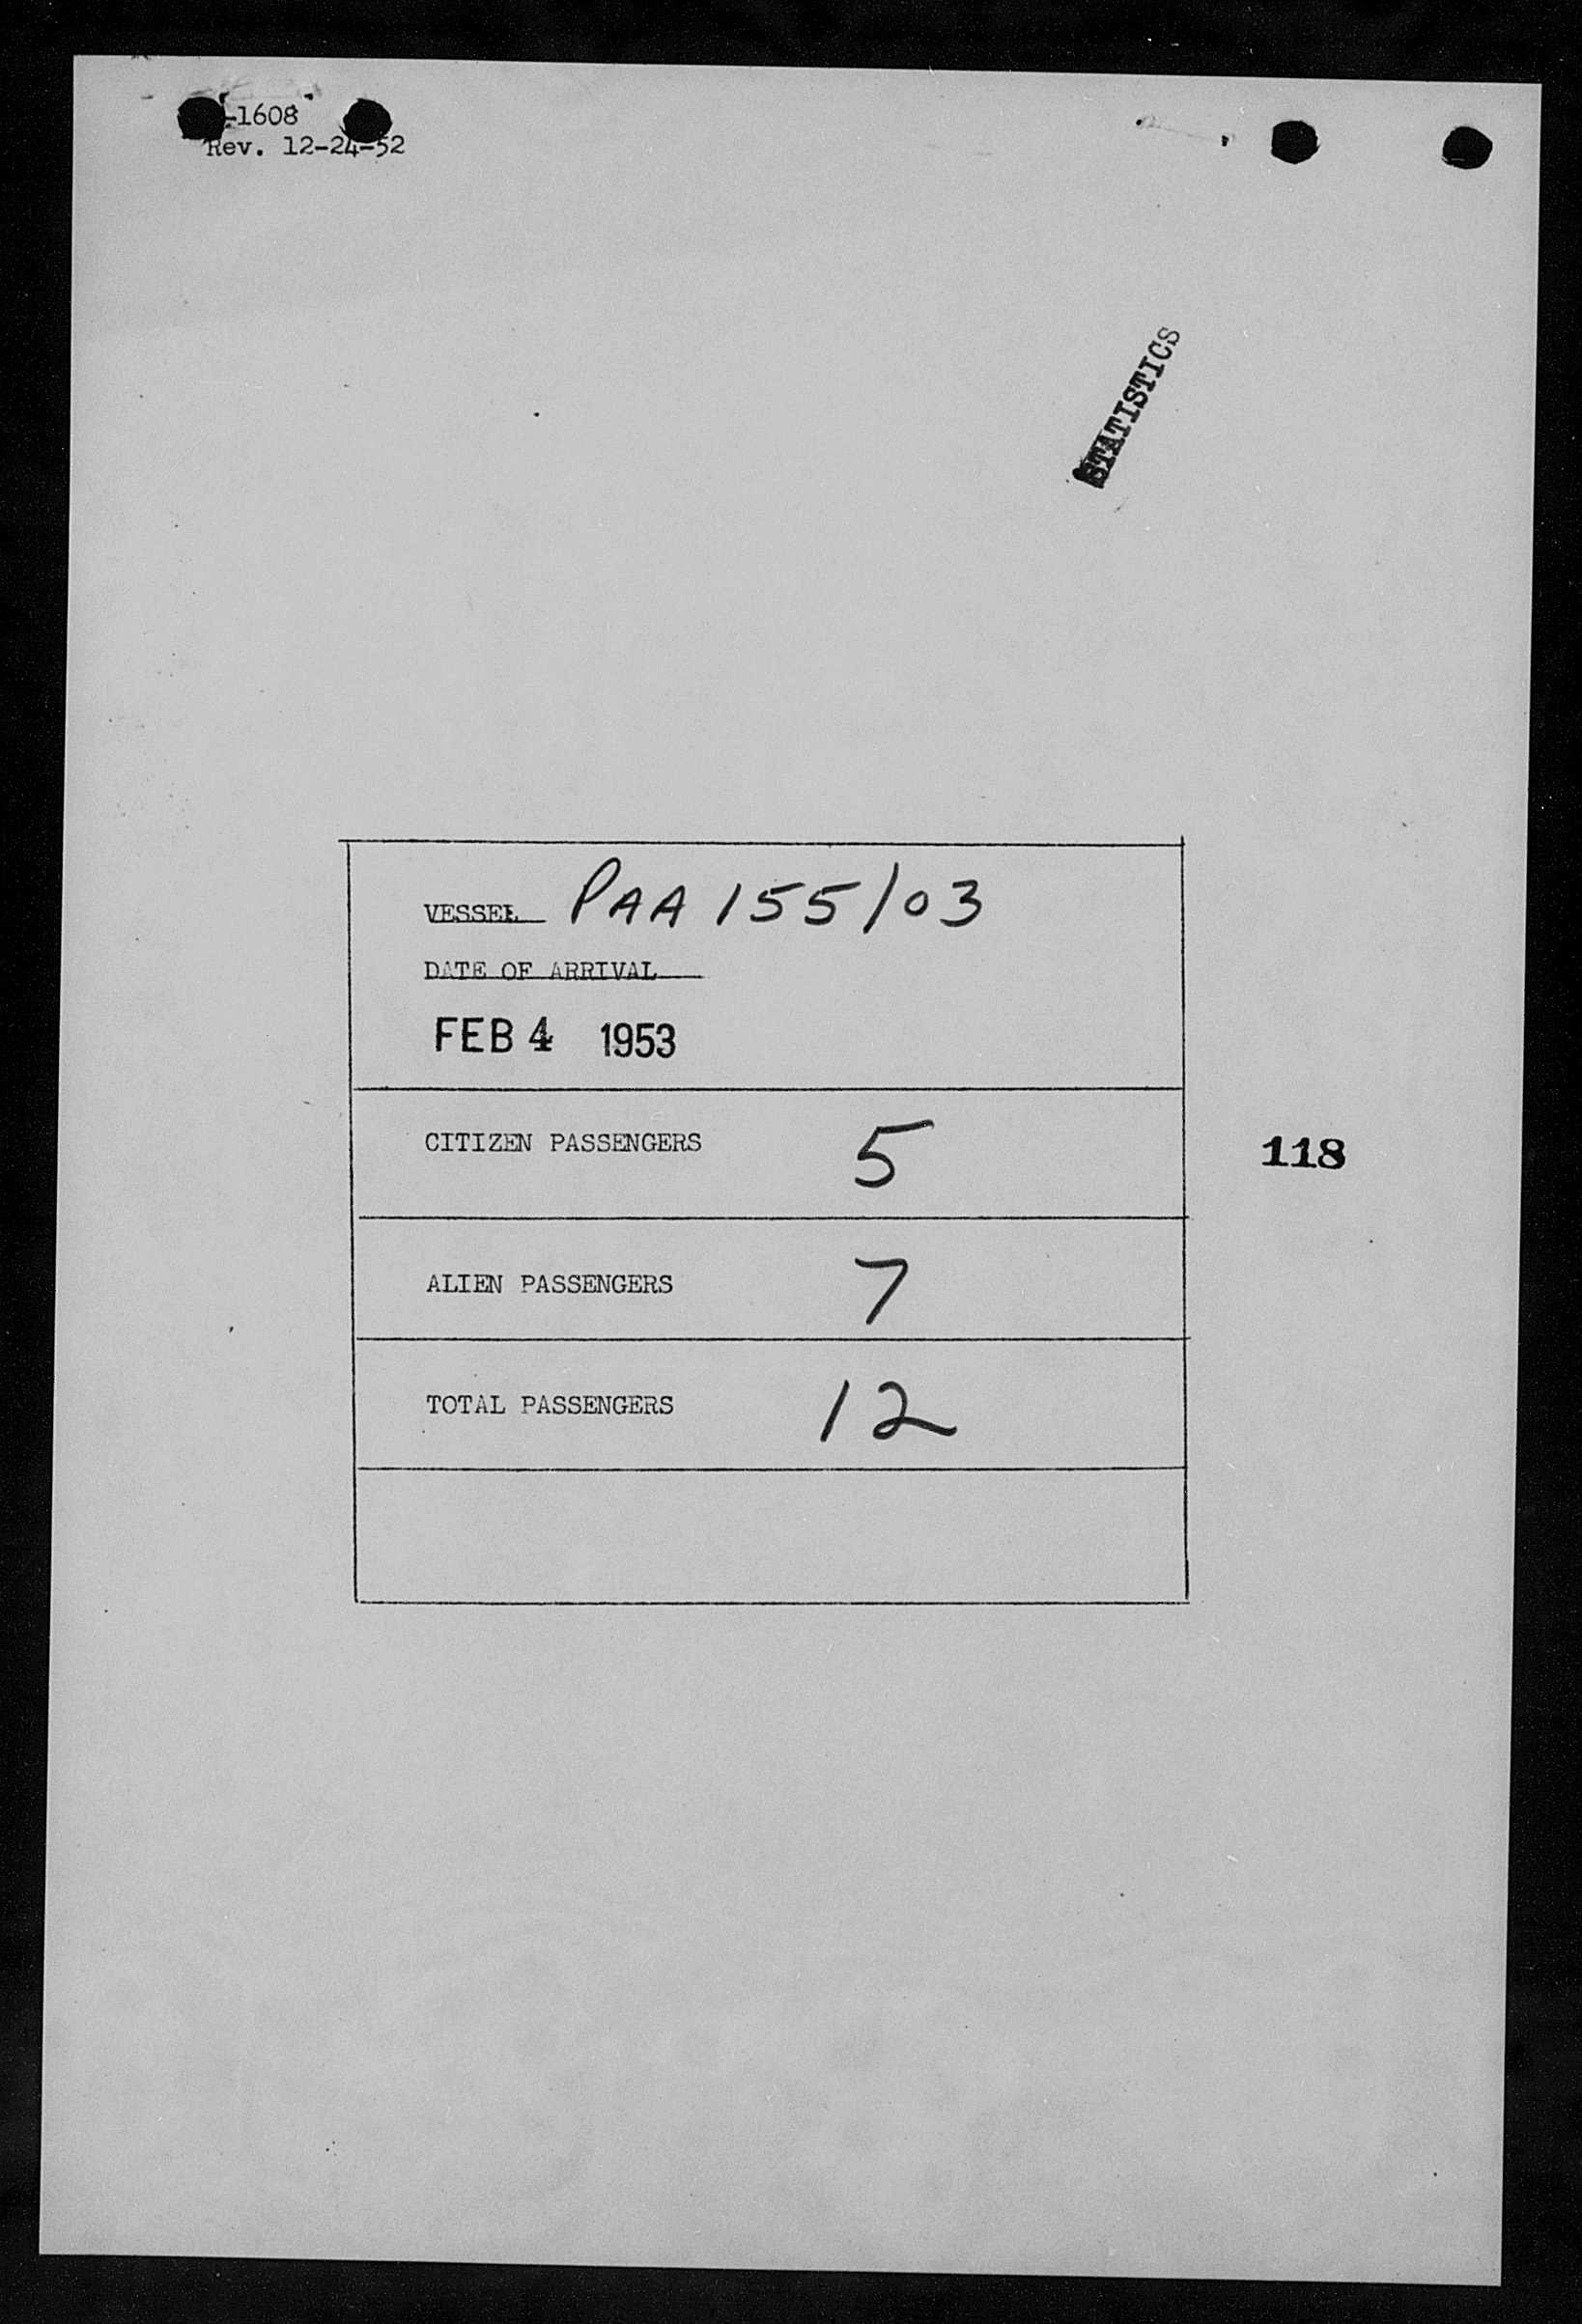 -1608
Rev. 12-24-52
STATISTICS
VESSEL PAA 155/03
DATE OF ARRIVAL
FEB 4 1953
CITIZEN PASSENGERS 5
118
ALIEN PASSENGERS 7
TOTAL PASSENGERS 12